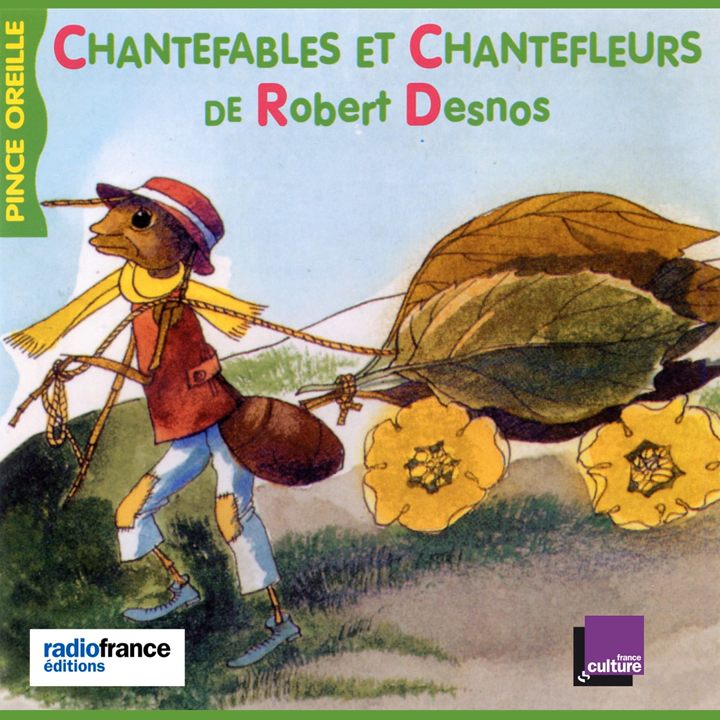 PINCE OREILLE
CHANTEFABLES ET CHANTEFLEURS
DE Robert Desnos
radiofrance
éditions
france
culture